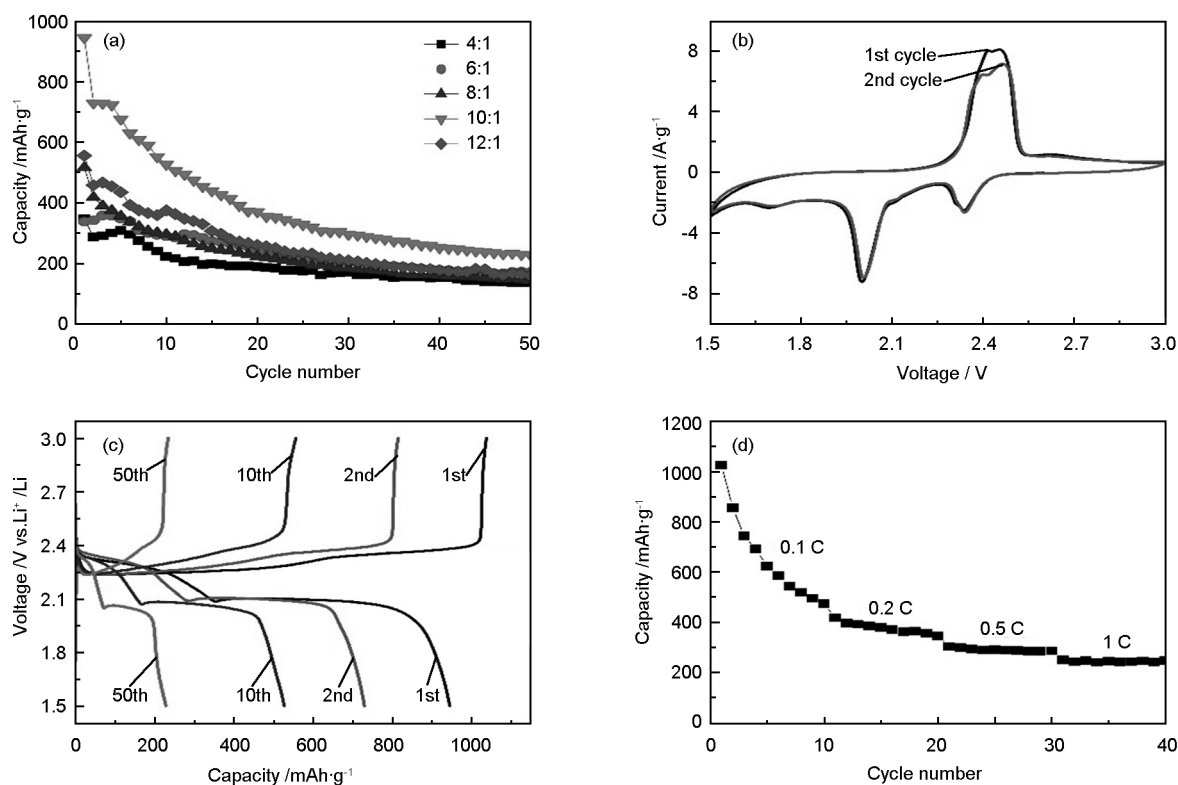 (a)
4:1
6:1
8:1
10:1
12:1
1000
800
600
400
200
0
0 10 20 30 40 50
Capacity /mAh·g⁻¹
Cycle number
(b)
1st cycle
2nd cycle
8
4
0
-4
-8
1.5 1.8 2.1 2.4 2.7 3.0
Current /A·g⁻¹
Voltage / V
(c)
50th 10th 2nd 1st
50th 10th 2nd 1st
3.0
2.7
2.4
2.1
1.8
1.5
0 200 400 600 800 1000
Voltage /V vs.Li⁺ /Li
Capacity /mAh·g⁻¹
(d)
0.1 C
0.2 C
0.5 C
1 C
1200
1000
800
600
400
200
0
0 10 20 30 40
Capacity /mAh·g⁻¹
Cycle number